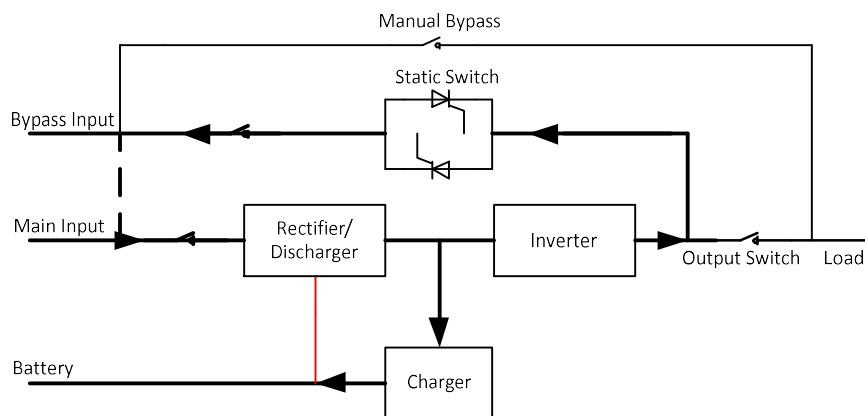 Manual Bypass
Static Switch
Bypass Input
Main Input
Rectifier/
Discharger
Inverter
Output Switch
Load
Battery
Charger